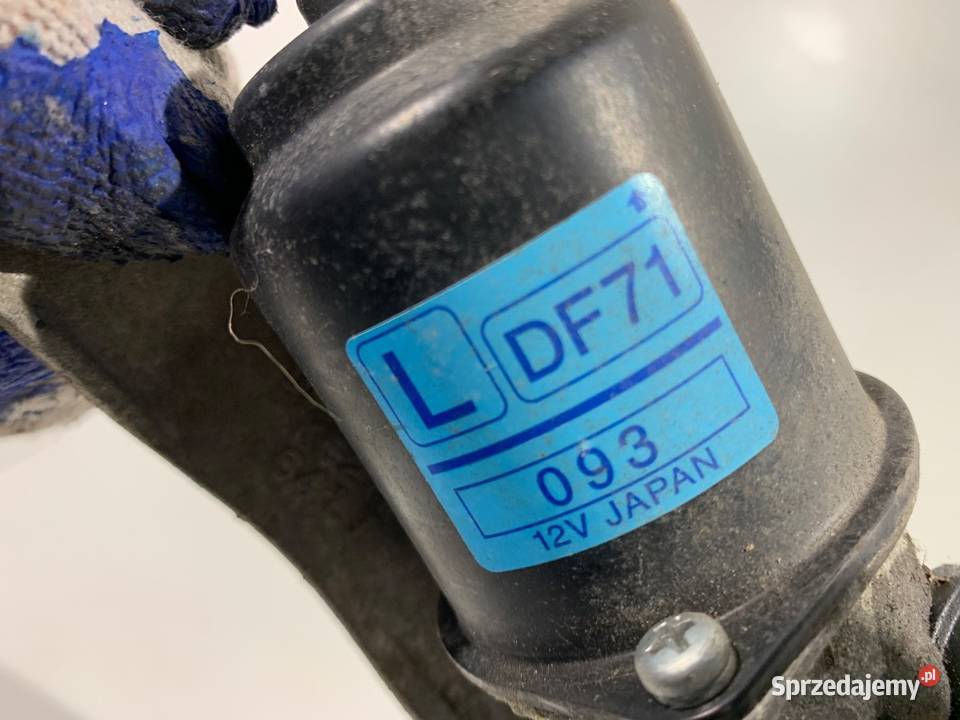 L DF71
093
12V JAPAN
Sprzedajemy.pl